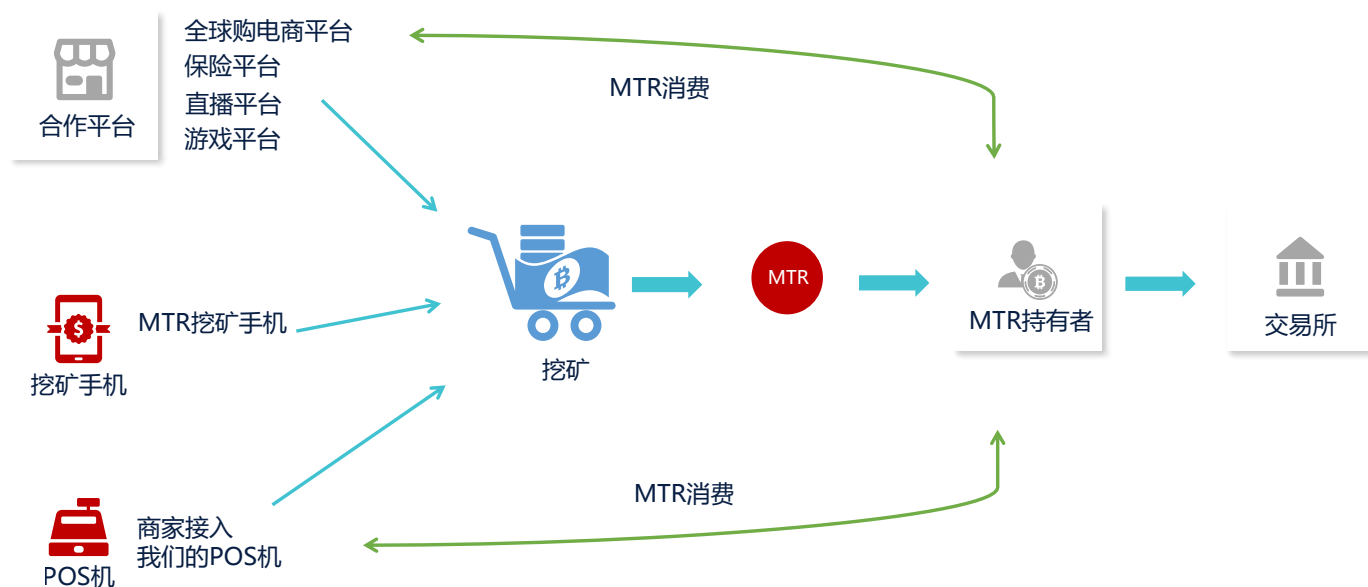 全球购电商平台
保险平台
直播平台
游戏平台
合作平台
MTR消费
MTR
MTR持有者
交易所
挖矿
MTR挖矿手机
挖矿手机
MTR消费
商家接入
我们的POS机
POS机